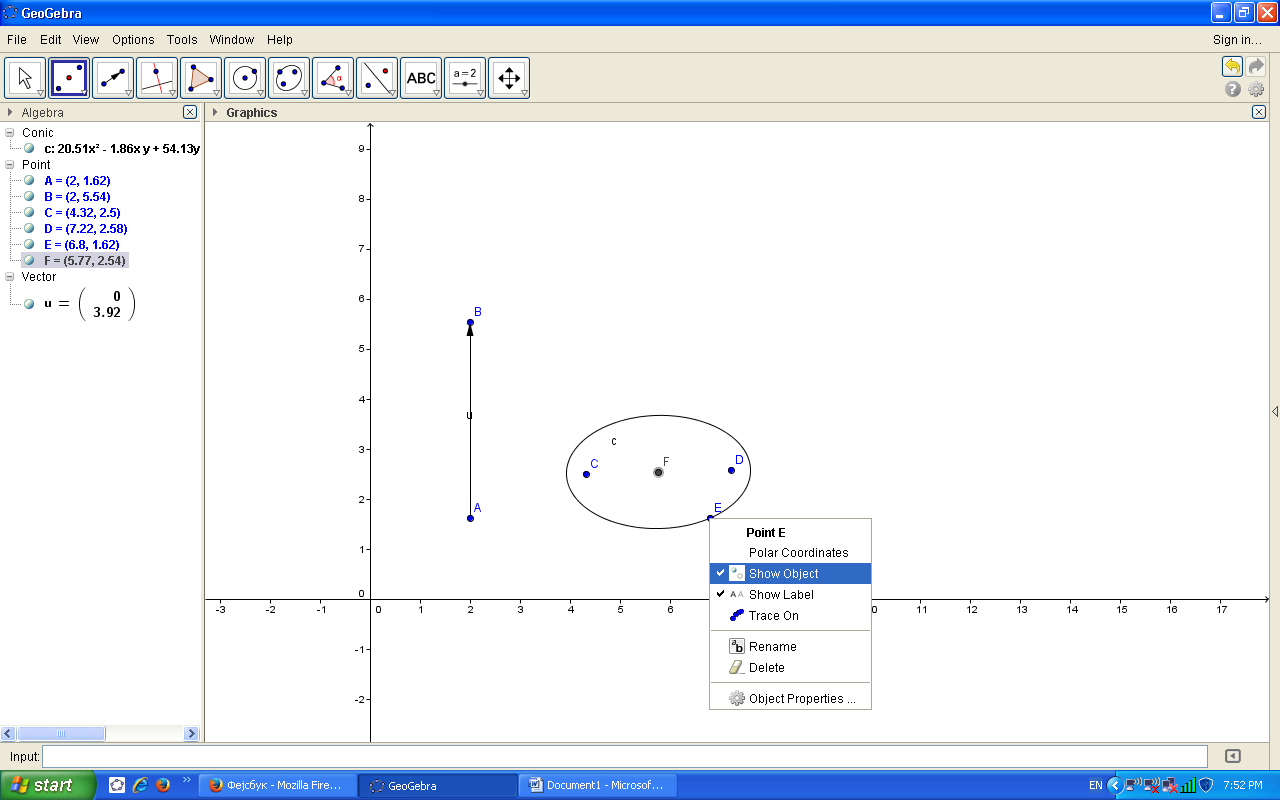 GeoGebra
File Edit View Options Tools Window Help Sign in...
ABC a=2
Algebra Graphics
Conic
c: 20.51x² - 1.86x y + 54.13y
Point
A = (2, 1.62)
B = (2, 5.54)
C = (4.32, 2.5)
D = (7.22, 2.58)
E = (6.8, 1.62)
F = (5.77, 2.54)
Vector
u = ( 0
3.92 )
9
8
7
6
5
4
3
2
1
0
-1
-2
-3 -2 -1 0 1 2 3 4 5 6 0 11 12 13 14 15 16 17
B
u
A
c
C
F
D
E
Point E
Polar Coordinates
Show Object
AA Show Label
Trace On
ab Rename
Delete
Object Properties ...
Input:
start Фејсбук - Mozilla Fire... GeoGebra Document1 - Microsof... EN 7:52 PM